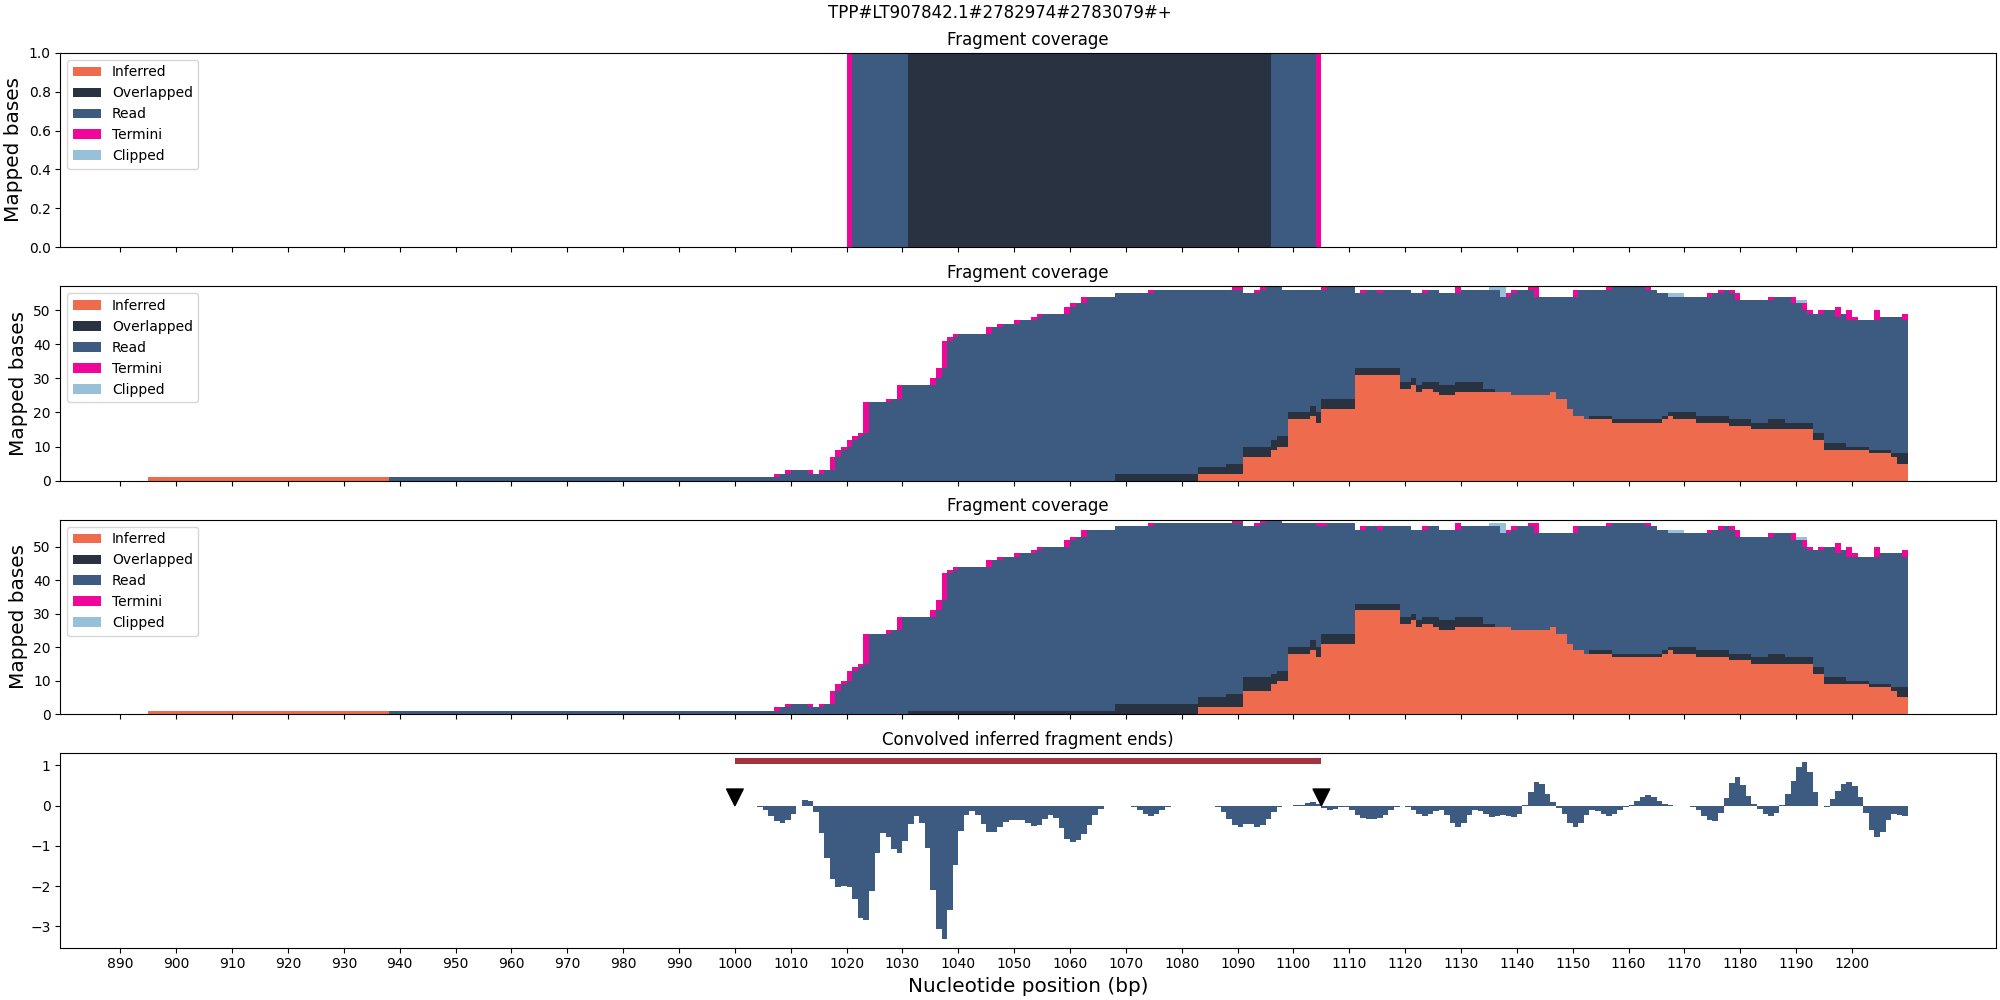 TPP#LT907842.1#2782974#2783079#+
Fragment coverage
Mapped bases
1.0
0.8
0.6
0.4
0.2
0.0
Inferred
Overlapped
Read
Termini
Clipped
Fragment coverage
Mapped bases
50
40
30
20
10
0
Inferred
Overlapped
Read
Termini
Clipped
Fragment coverage
Mapped bases
50
40
30
20
10
0
Inferred
Overlapped
Read
Termini
Clipped
Convolved inferred fragment ends)
1
0
−1
−2
−3
890 900 910 920 930 940 950 960 970 980 990 1000 1010 1020 1030 1040 1050 1060 1070 1080 1090 1100 1110 1120 1130 1140 1150 1160 1170 1180 1190 1200
Nucleotide position (bp)